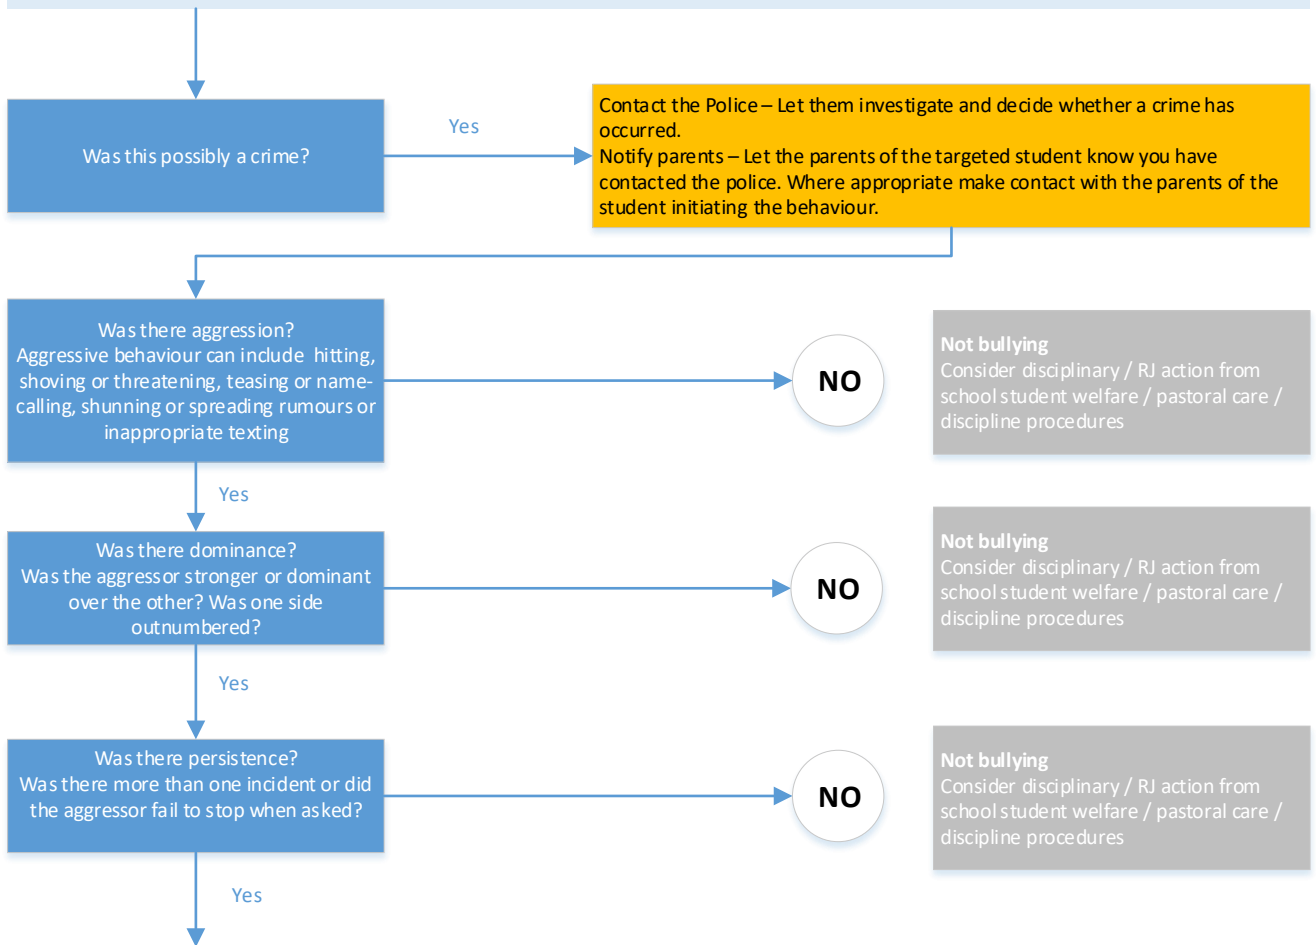 Was this possibly a crime?
Yes
Contact the Police – Let them investigate and decide whether a crime has
occurred.
Notify parents – Let the parents of the targeted student know you have
contacted the police. Where appropriate make contact with the parents of the
student initiating the behaviour.
Was there aggression?
Aggressive behaviour can include hitting,
shoving or threatening, teasing or name-
calling, shunning or spreading rumours or
inappropriate texting
NO
Not bullying
Consider disciplinary / RJ action from
school student welfare / pastoral care /
discipline procedures
Yes
Was there dominance?
Was the aggressor stronger or dominant
over the other? Was one side
outnumbered?
NO
Not bullying
Consider disciplinary / RJ action from
school student welfare / pastoral care /
discipline procedures
Yes
Was there persistence?
Was there more than one incident or did
the aggressor fail to stop when asked?
NO
Not bullying
Consider disciplinary / RJ action from
school student welfare / pastoral care /
discipline procedures
Yes